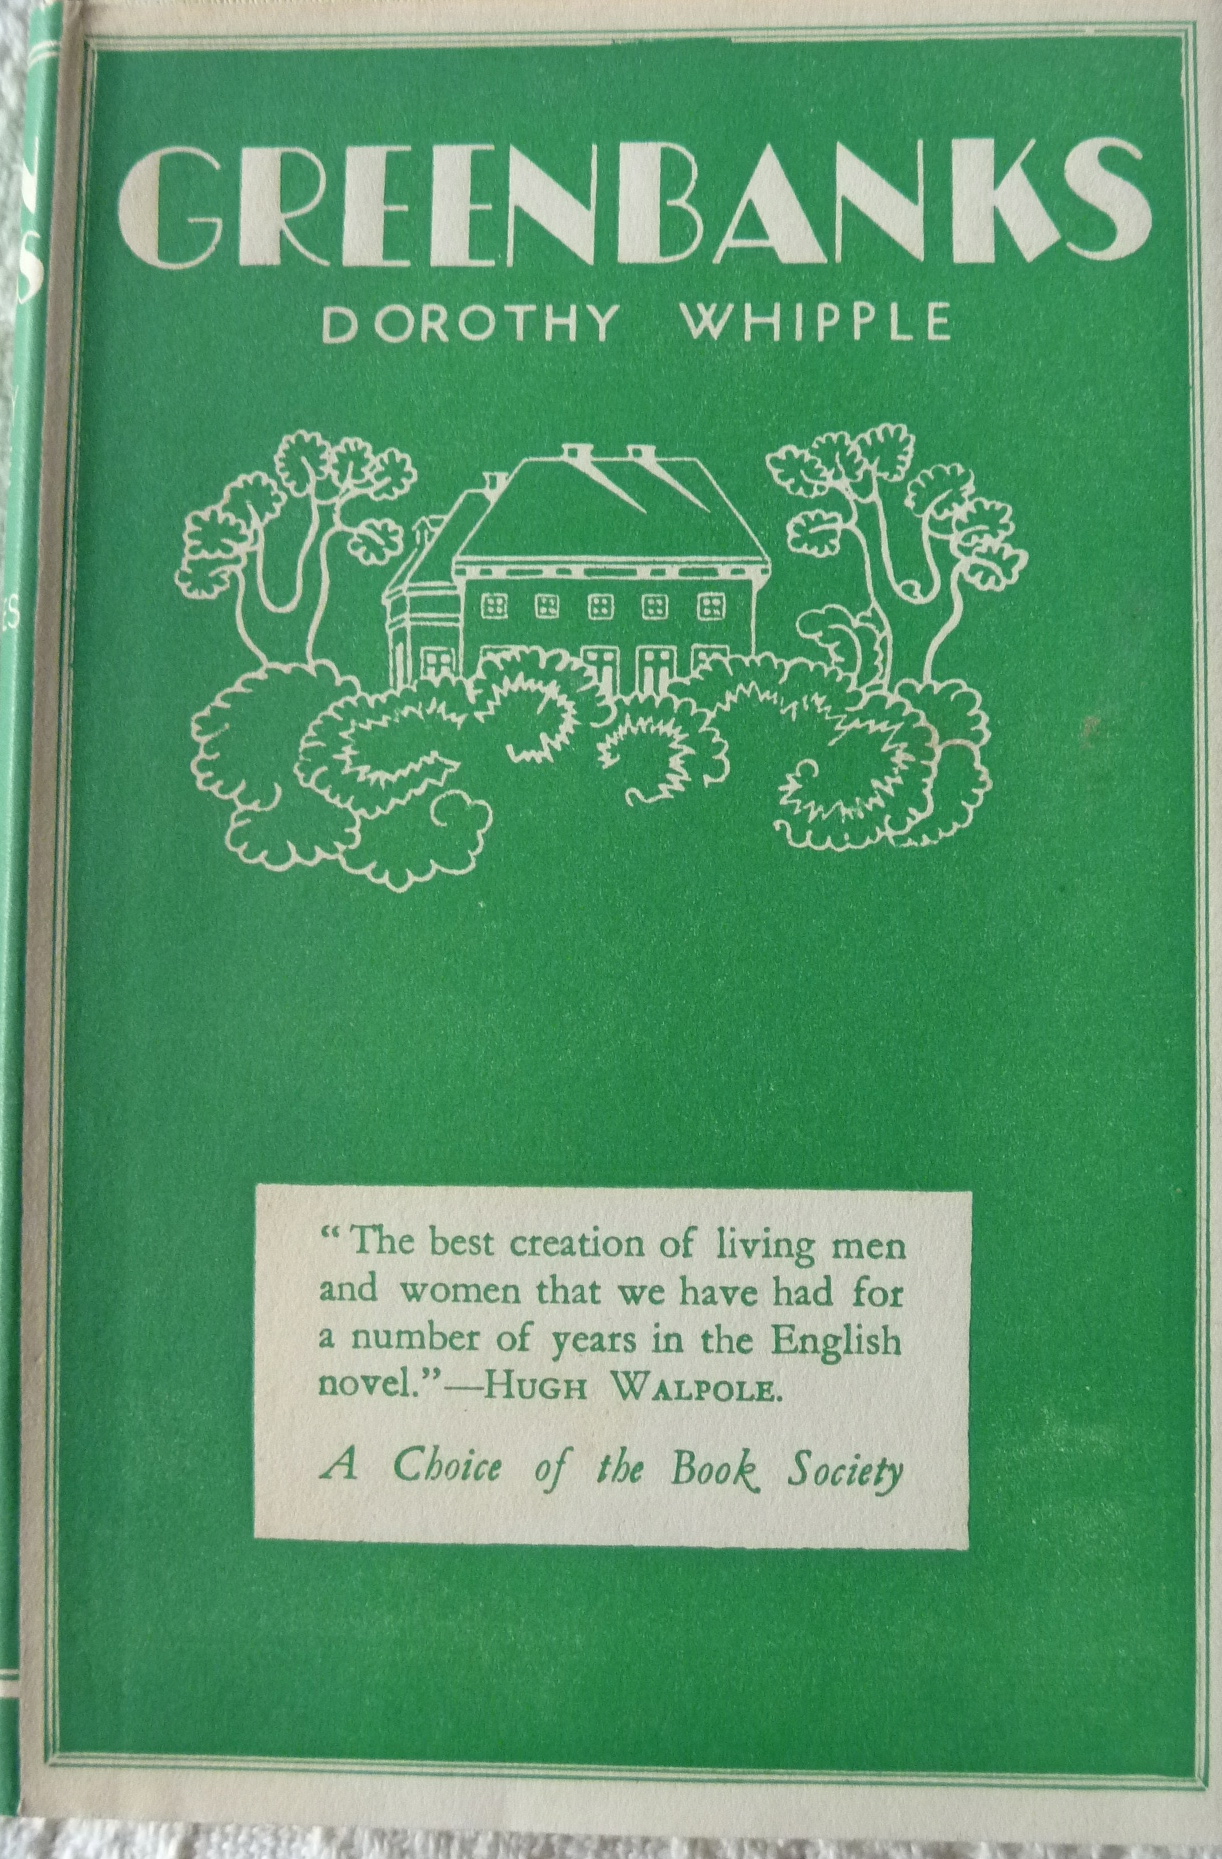 GREENBANKS
DOROTHY WHIPPLE
“The best creation of living men
and women that we have had for
a number of years in the English
novel.”—HUGH WALPOLE.
A Choice of the Book Society